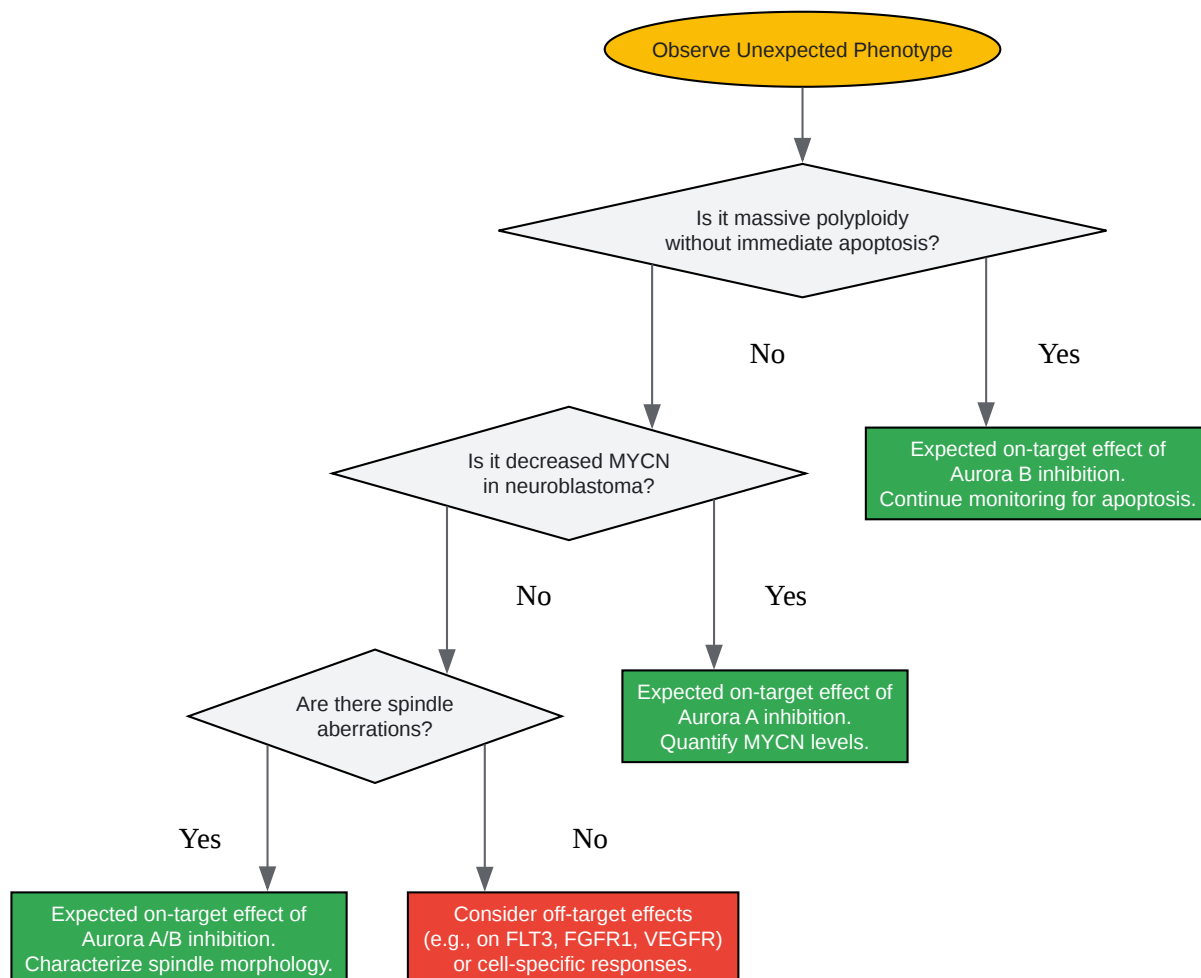 Observe Unexpected Phenotype
Is it massive polyploidy
without immediate apoptosis?
No
Yes
Is it decreased MYCN
in neuroblastoma?
Expected on-target effect of
Aurora B inhibition.
Continue monitoring for apoptosis.
No
Yes
Are there spindle
aberrations?
Expected on-target effect of
Aurora A inhibition.
Quantify MYCN levels.
Yes
No
Expected on-target effect of
Aurora A/B inhibition.
Characterize spindle morphology.
Consider off-target effects
(e.g., on FLT3, FGFR1, VEGFR)
or cell-specific responses.